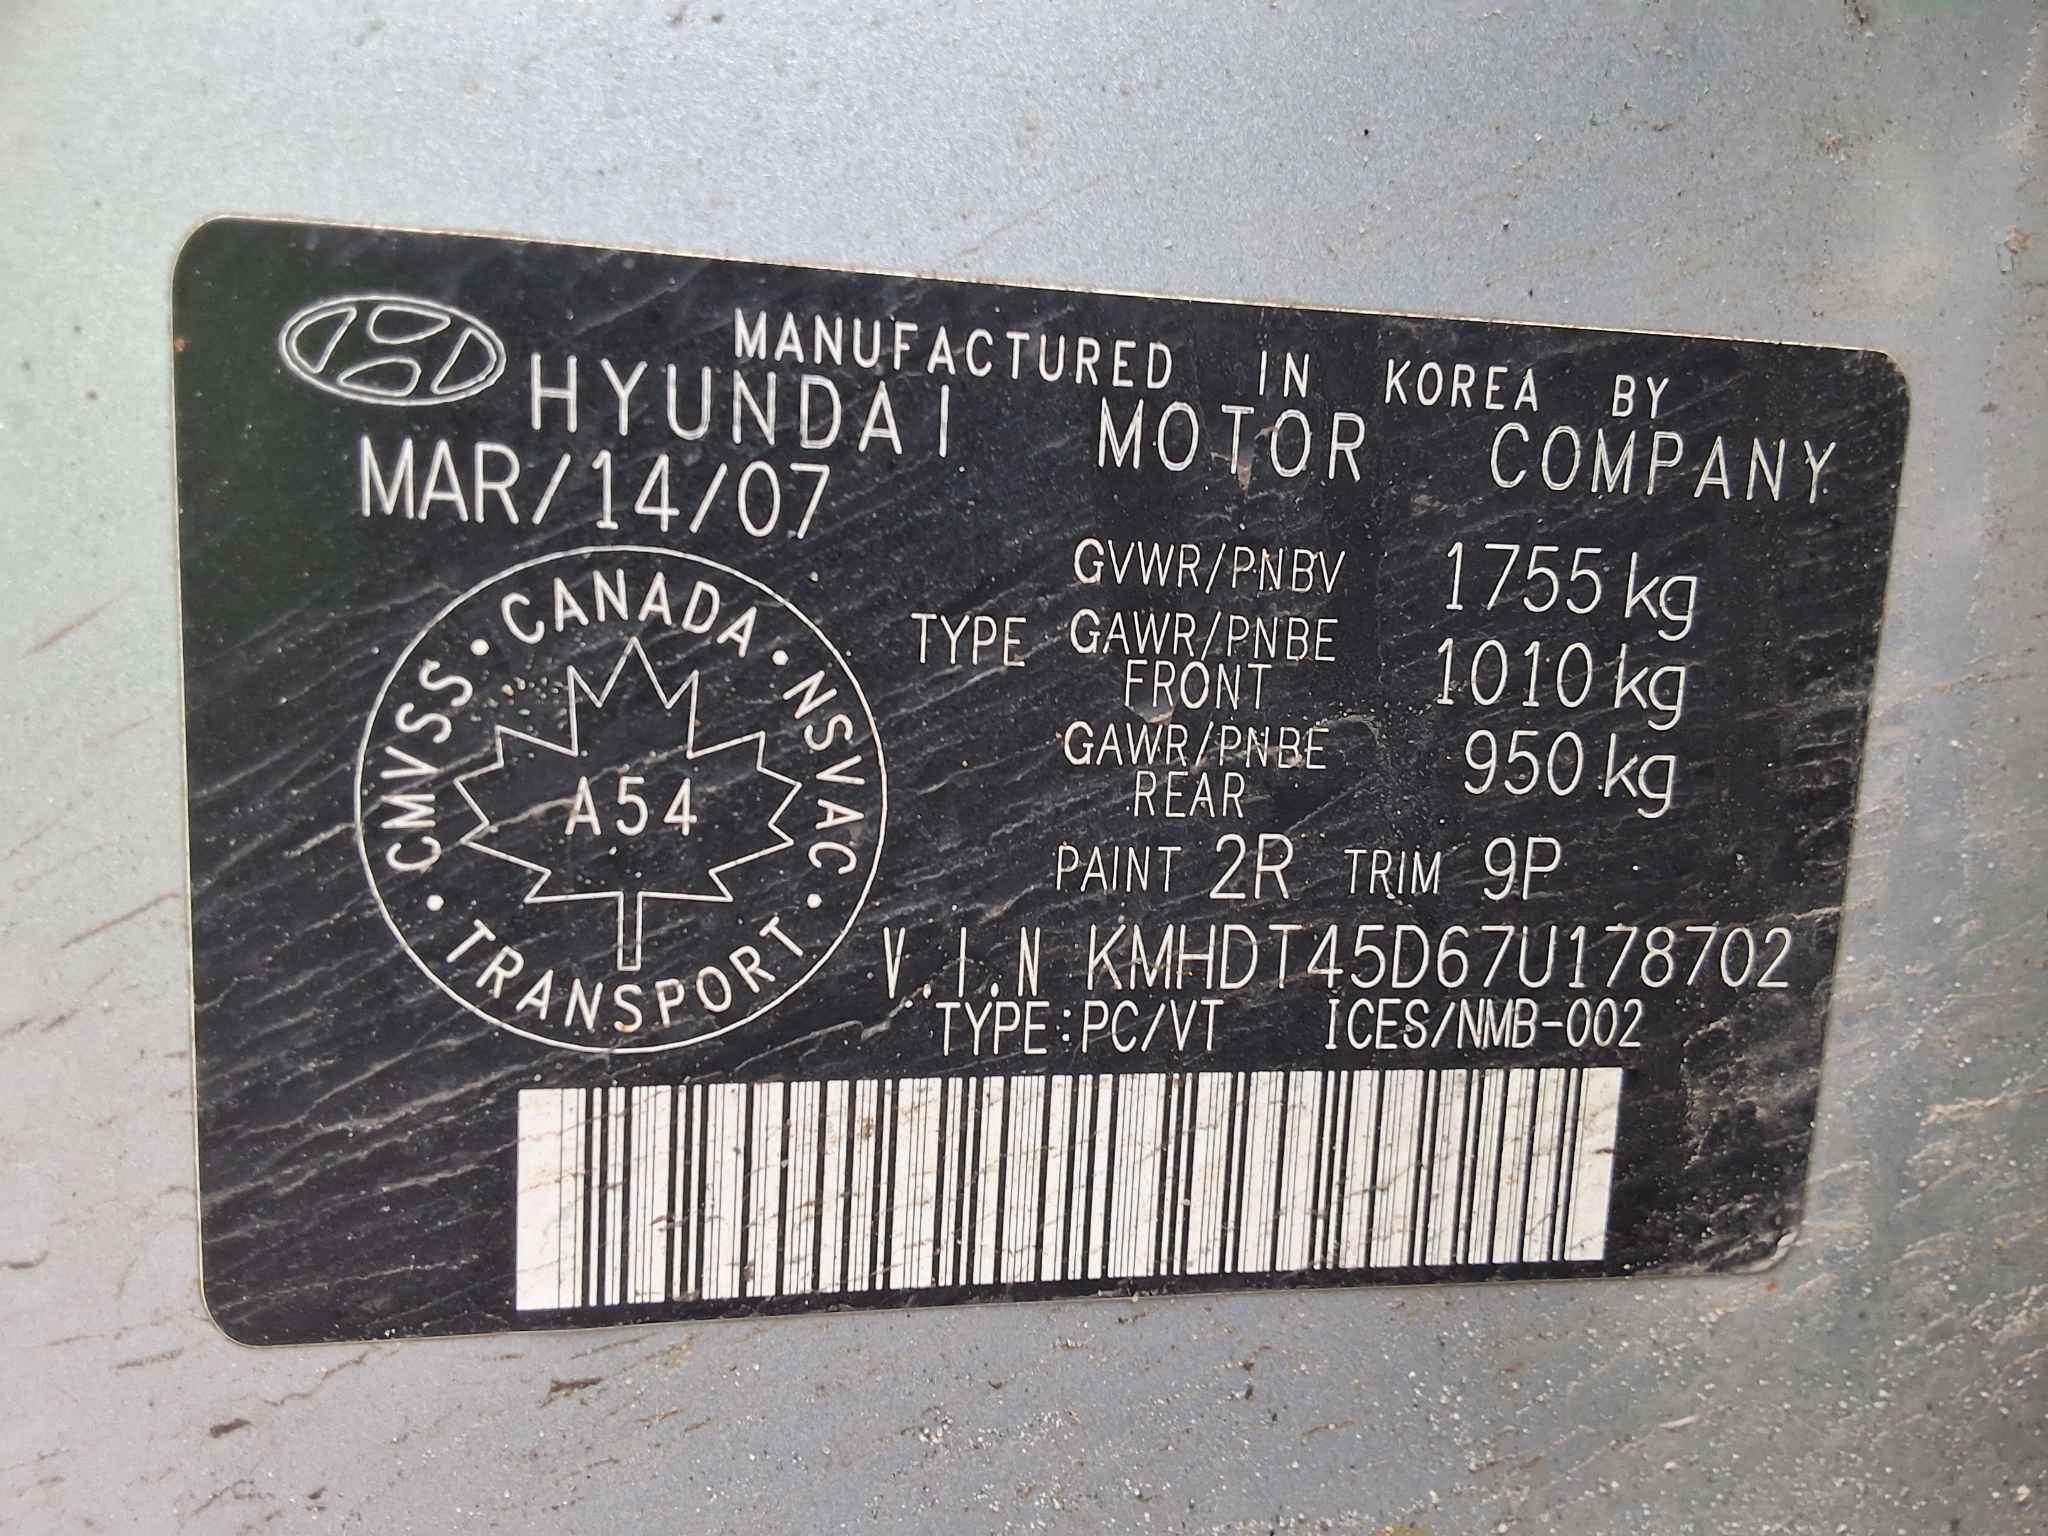 MANUFACTURED IN KOREA BY
HYUNDAI MOTOR COMPANY
MAR/14/07
CMVSS · CANADA · NSVAC · TRANSPORT ·
A54
GVWR/PNBV 1755 kg
TYPE GAWR/PNBE FRONT 1010 kg
GAWR/PNBE REAR 950 kg
PAINT 2R TRIM 9P
V.I.N KMHDT45D67U178702
TYPE:PC/VT ICES/NMB-002